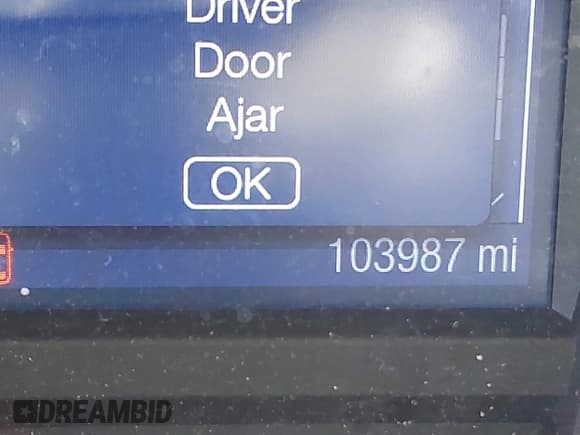 Driver
Door
Ajar
OK
103987 mi
DREAMBID